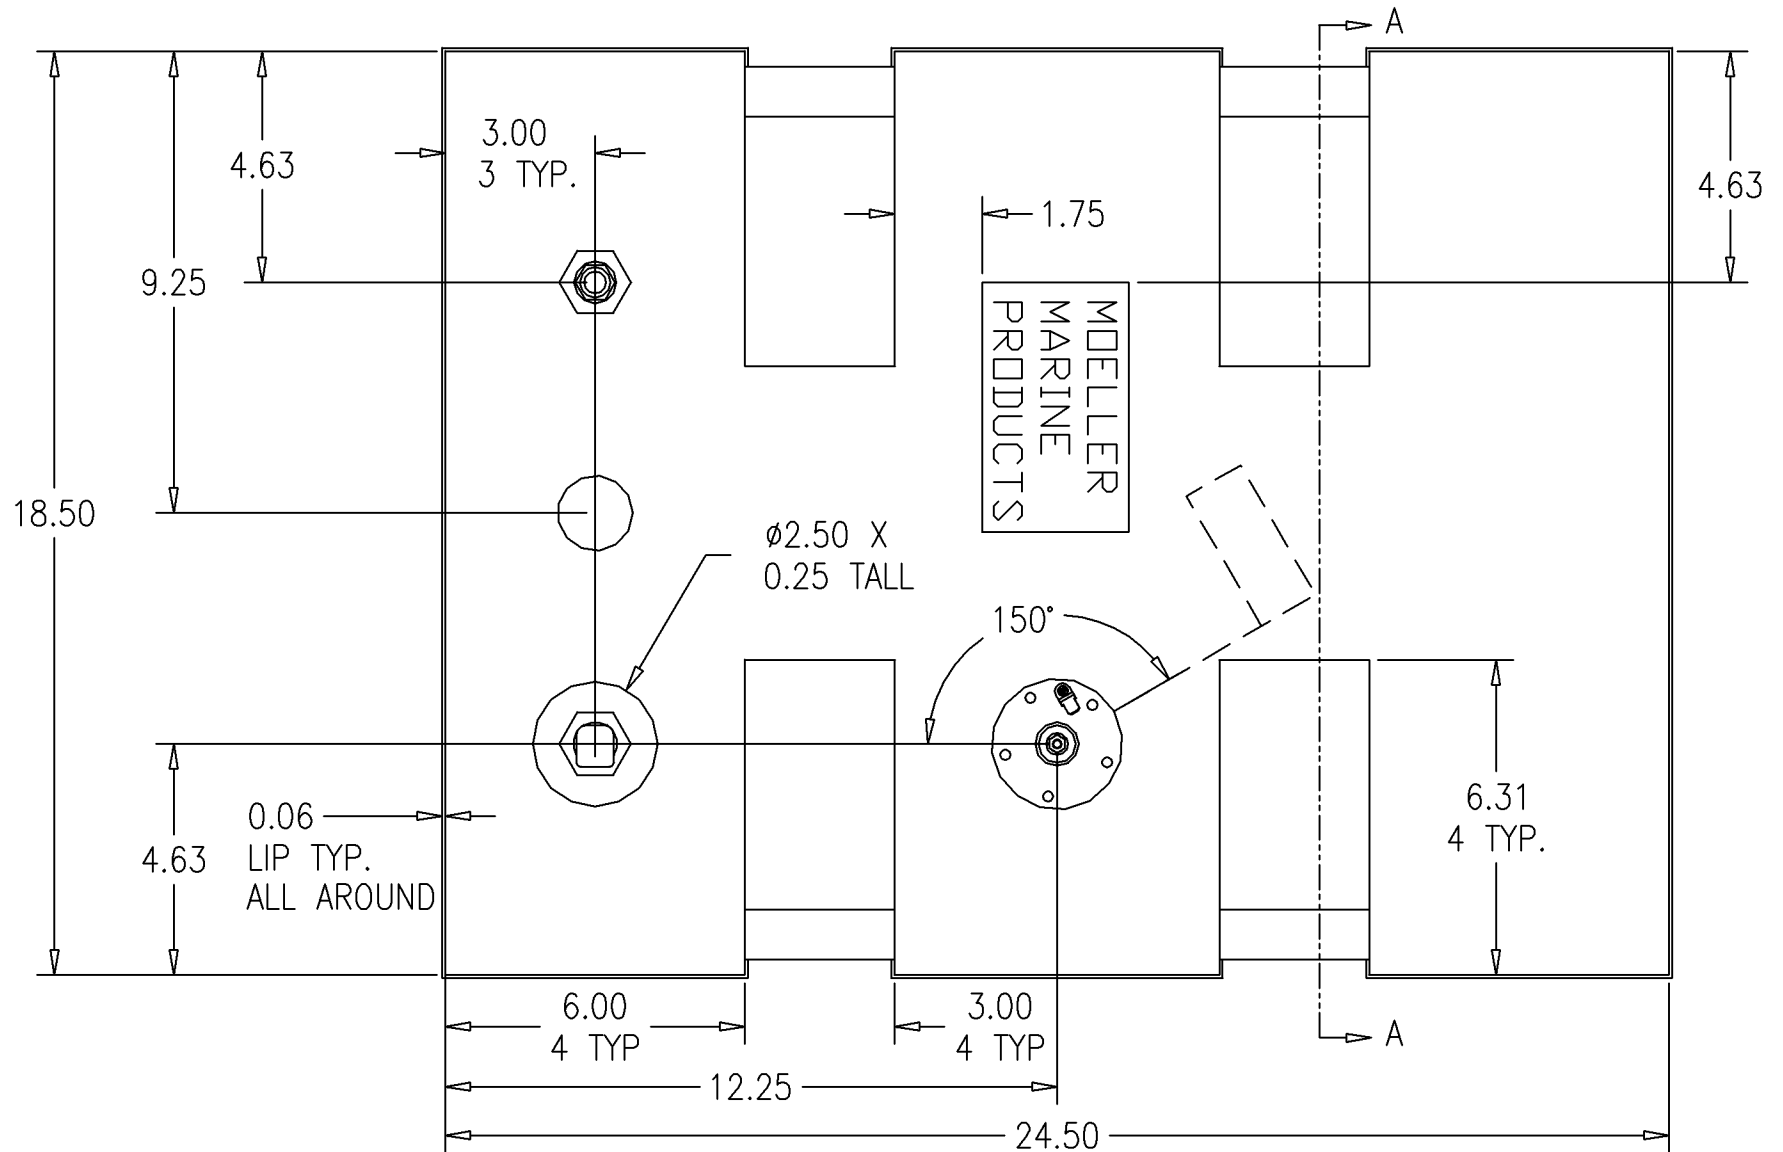 A
3.00
3 TYP.
4.63
4.63
1.75
9.25
MOELLER
MARINE
PRODUCTS
18.50
ø2.50 X
0.25 TALL
150°
0.06
LIP TYP.
ALL AROUND
4.63
6.31
4 TYP.
6.00
4 TYP
3.00
4 TYP
A
12.25
24.50